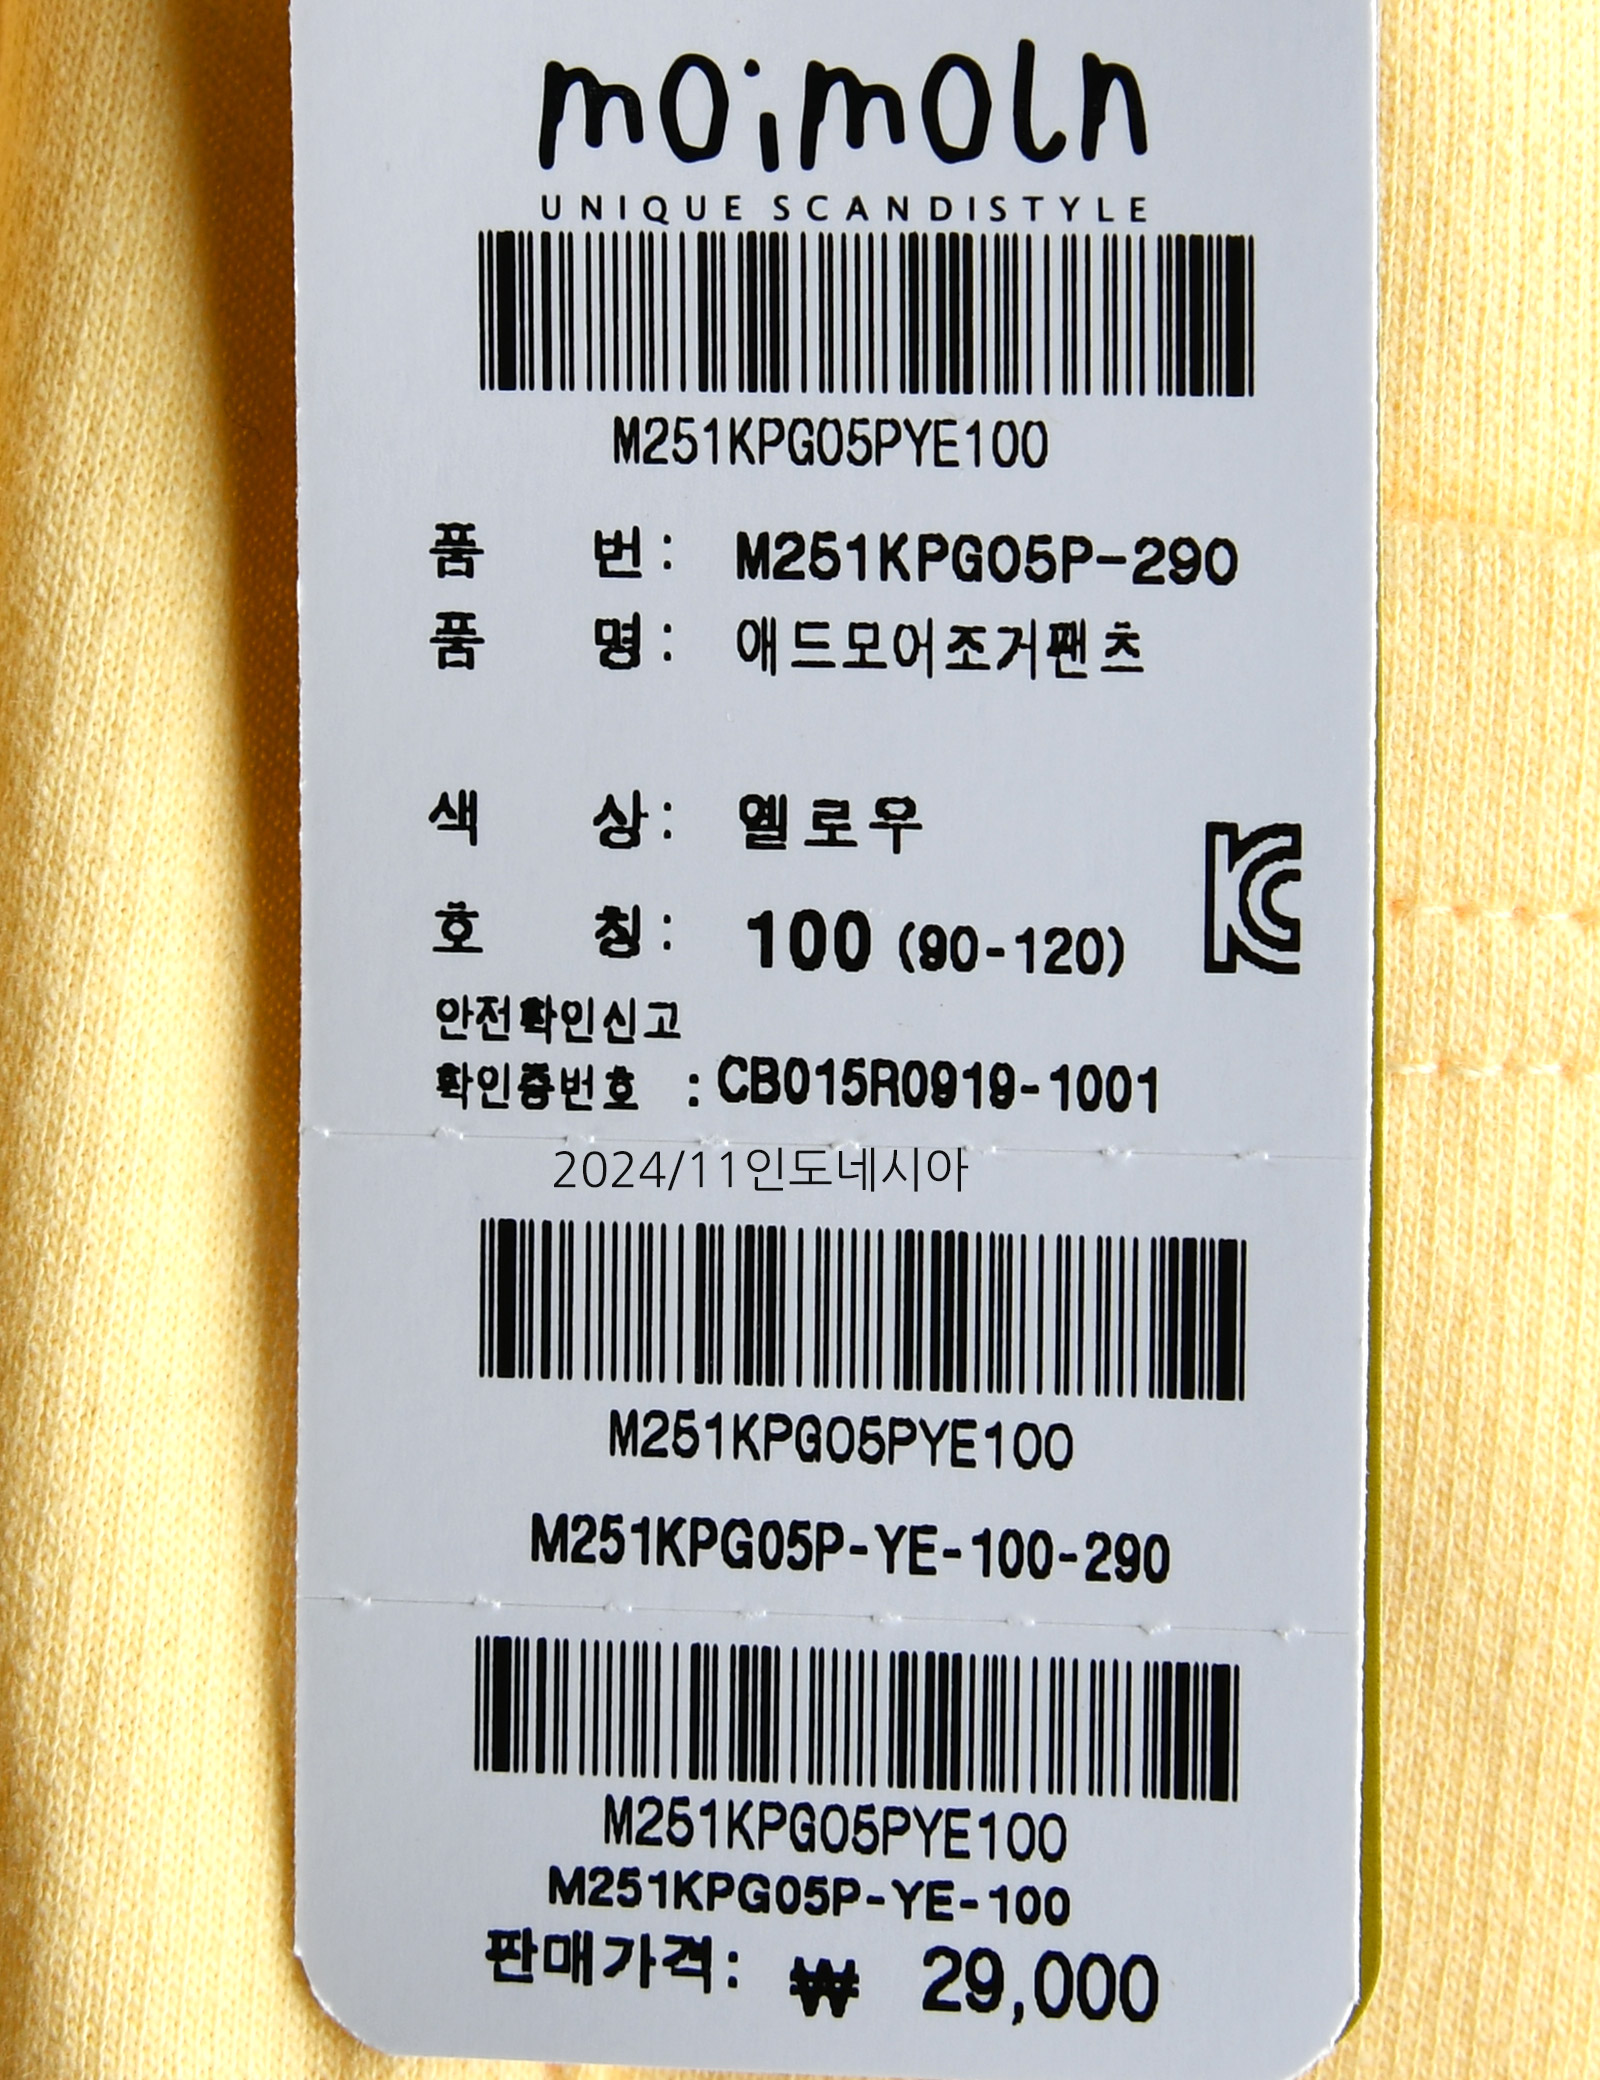 moimoln
UNIQUE SCANDISTYLE
M251KPG05PYE100
품 번 : M251KPG05P-290
품 명 : 애드모어조거팬츠
색 상 : 옐로우
호 칭 : 100 (90-120)
안전확인신고
확인증번호 : CB015R0919-1001
2024/11인도네시아
M251KPG05PYE100
M251KPG05P-YE-100-290
M251KPG05PYE100
M251KPG05P-YE-100
판매가격: ₩ 29,000